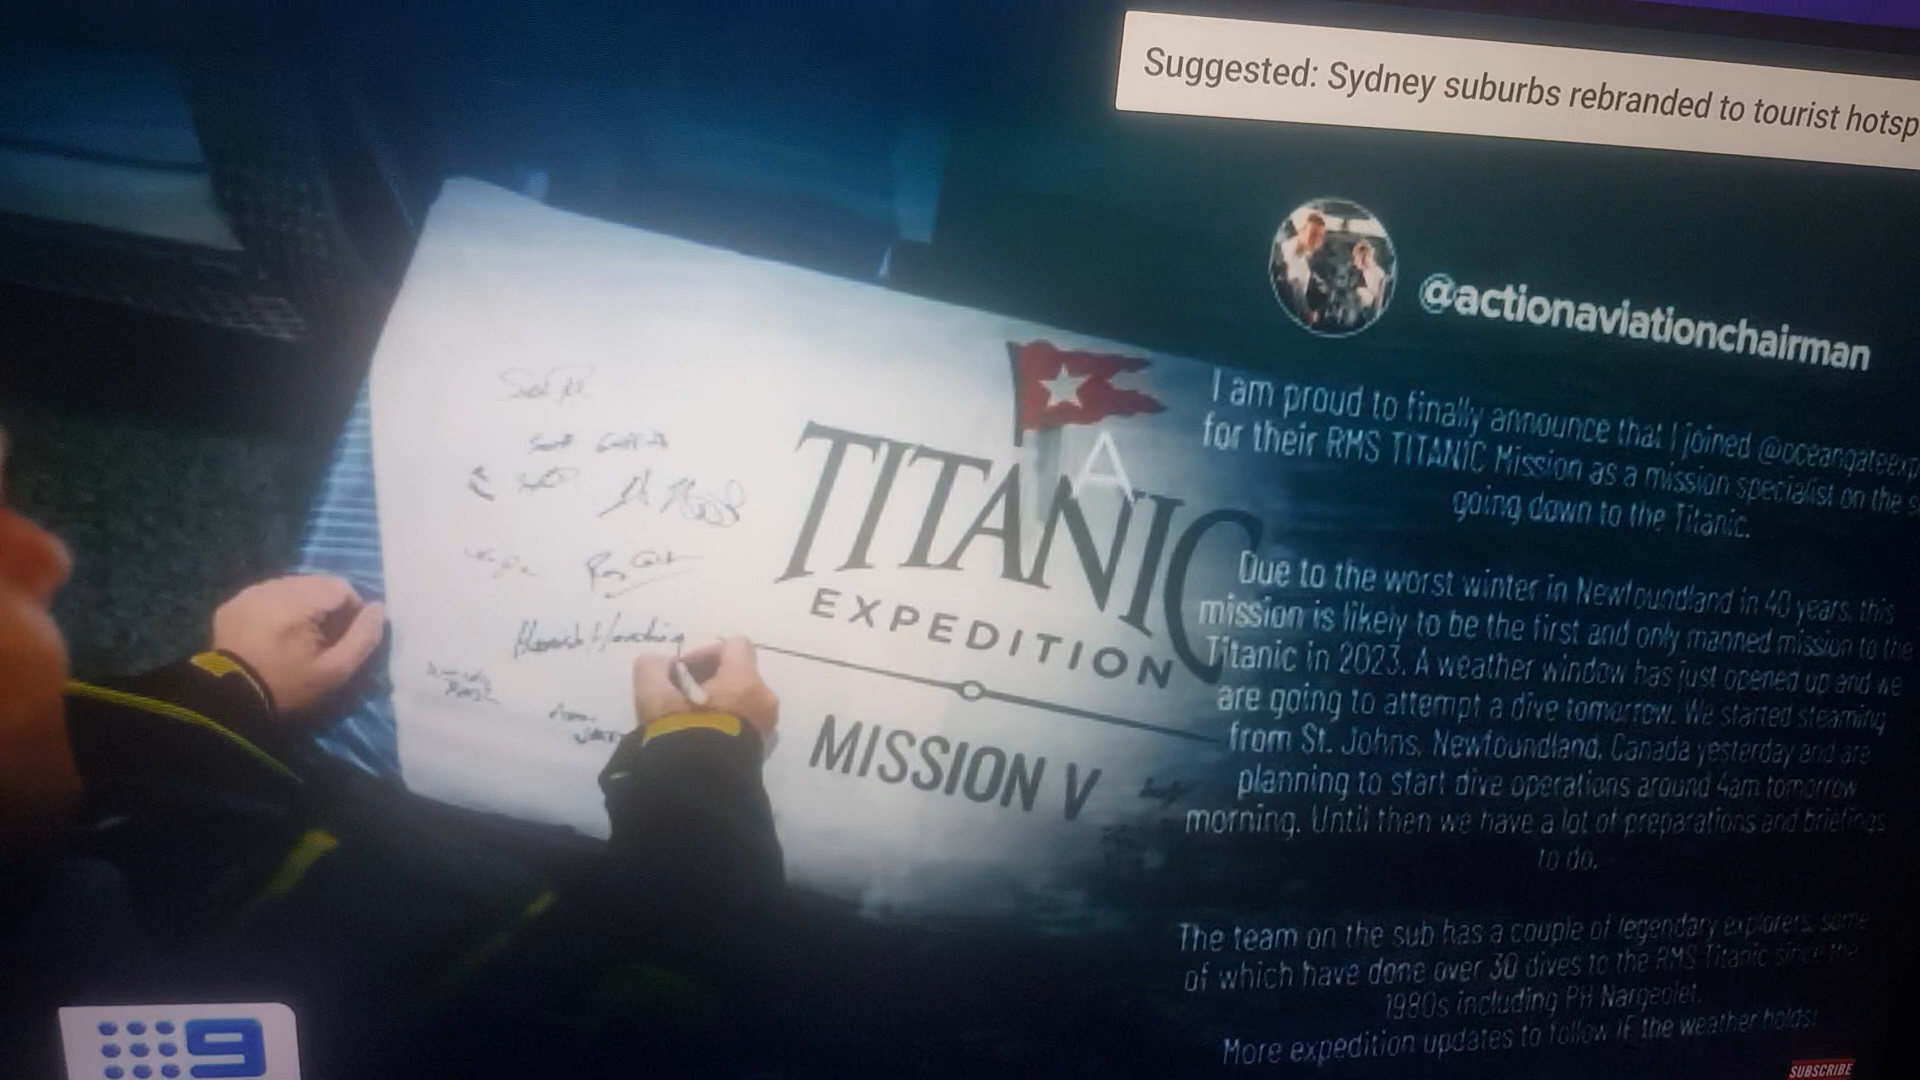 Suggested: Sydney suburbs rebranded to tourist hotsp
@actionaviationchairman
I am proud to finally announce that I joined @oceangateexp
for their RMS TITANIC Mission as a mission specialist on the s
going down to the Titanic.
Due to the worst winter in Newfoundland in 40 years, this
mission is likely to be the first and only manned mission to the
Titanic in 2023. A weather window has just opened up and we
are going to attempt a dive tomorrow. We started steaming
from St. Johns, Newfoundland, Canada yesterday and are
planning to start dive operations around 4am tomorrow
morning. Until then we have a lot of preparations and briefings
to do.
The team on the sub has a couple of legendary explorers, some
of which have done over 30 dives to the RMS Titanic since the
1980s including PH Nargeolet.
More expedition updates to follow IF the weather holds!
A
TITANIC
EXPEDITION
MISSION V
Hamish Harding
9
SUBSCRIBE